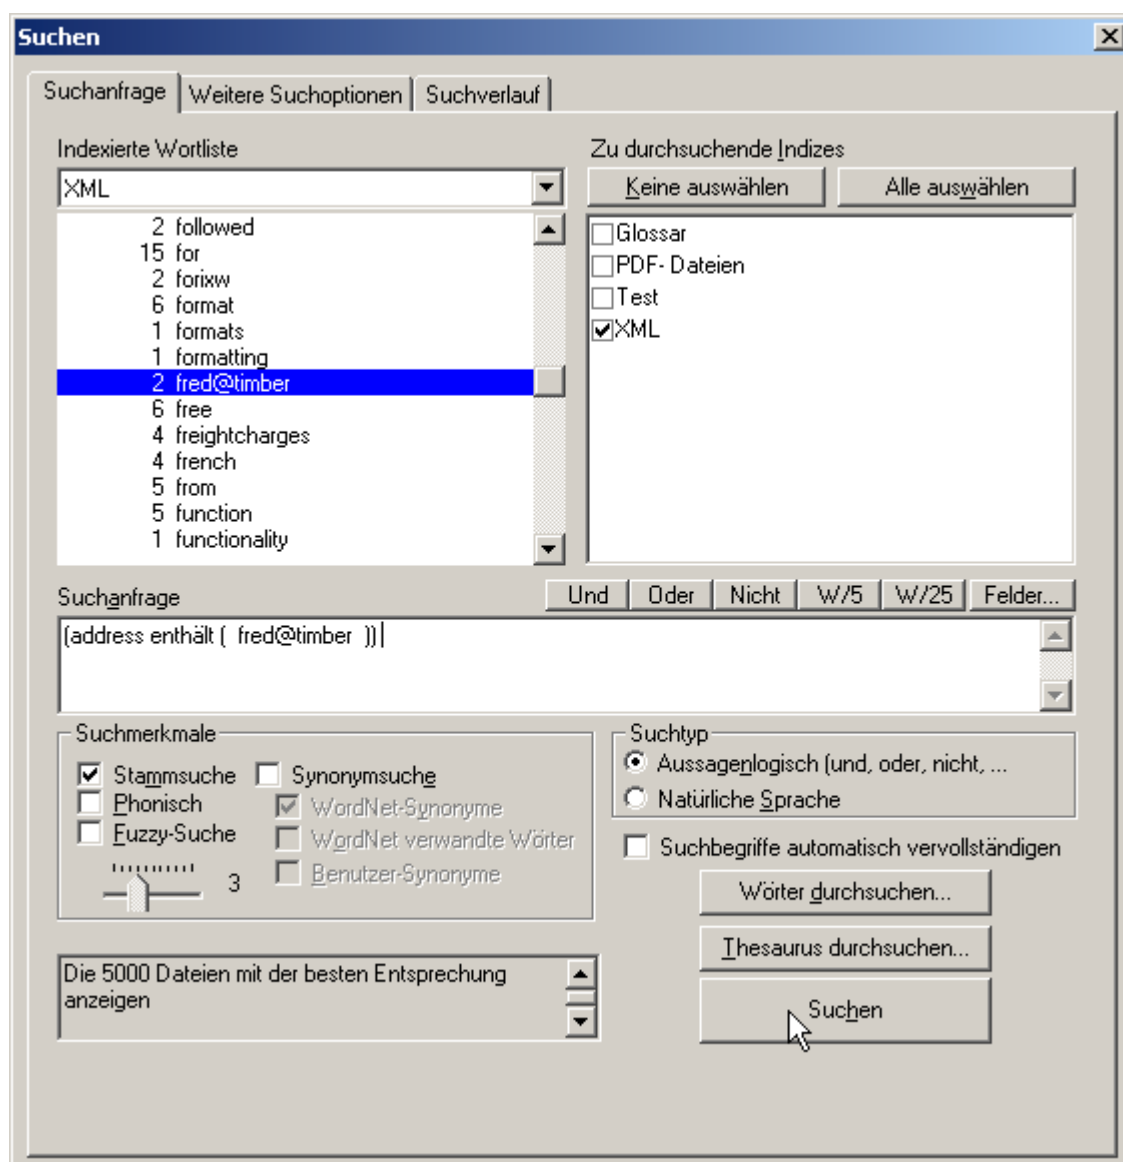 Suchen
Suchanfrage Weitere Suchoptionen Suchverlauf
Indexierte Wortliste
XML
2 followed
15 for
2 forixw
6 format
1 formats
1 formatting
2 fred@timber
6 free
4 freightcharges
4 french
5 from
5 function
1 functionality
Zu durchsuchende Indizes
Keine auswählen Alle auswählen
Glossar
PDF- Dateien
Test
XML
Suchanfrage Und Oder Nicht W/5 W/25 Felder...
(address enthält ( fred@timber ))
Suchmerkmale
Stammsuche Synonymsuche
Phonisch WordNet-Synonyme
Fuzzy-Suche WordNet verwandte Wörter
3 Benutzer-Synonyme
Suchtyp
Aussagenlogisch (und, oder, nicht, ...
Natürliche Sprache
Suchbegriffe automatisch vervollständigen
Wörter durchsuchen...
Thesaurus durchsuchen...
Suchen
Die 5000 Dateien mit der besten Entsprechung
anzeigen